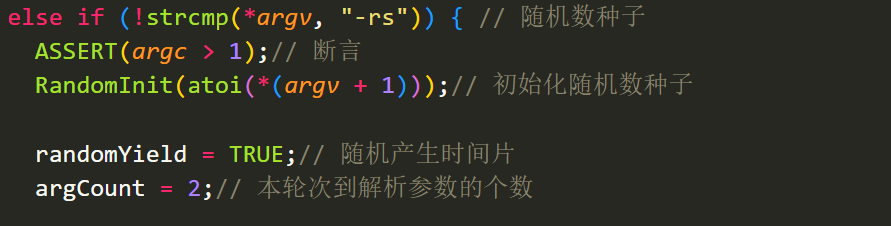 else if (!strcmp(*argv, "-rs")) { // 随机数种子
ASSERT(argc > 1);// 断言
RandomInit(atoi(*(argv + 1)));// 初始化随机数种子
randomYield = TRUE;// 随机产生时间片
argCount = 2;// 本轮次到解析参数的个数